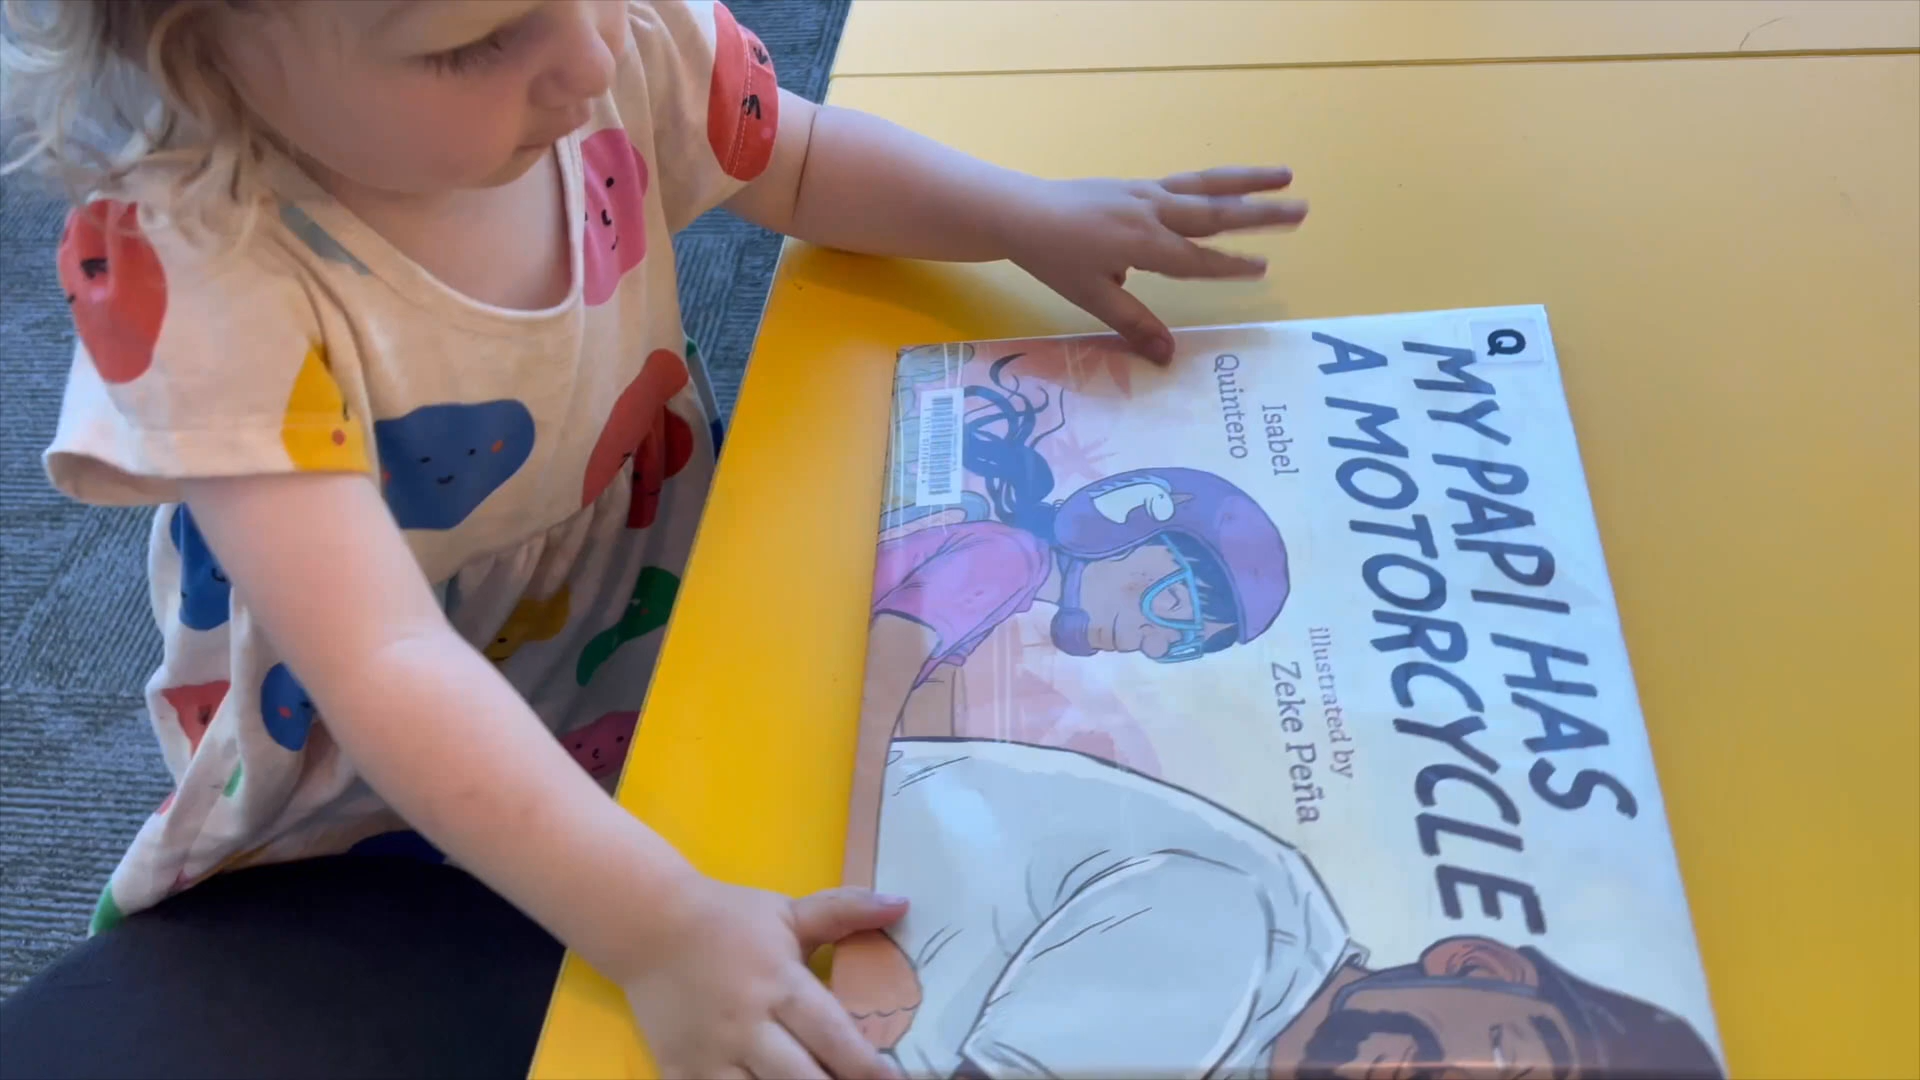 Q
MY PAPI HAS
A MOTORCYCLE
Isabel
Quintero
illustrated by
Zeke Peña